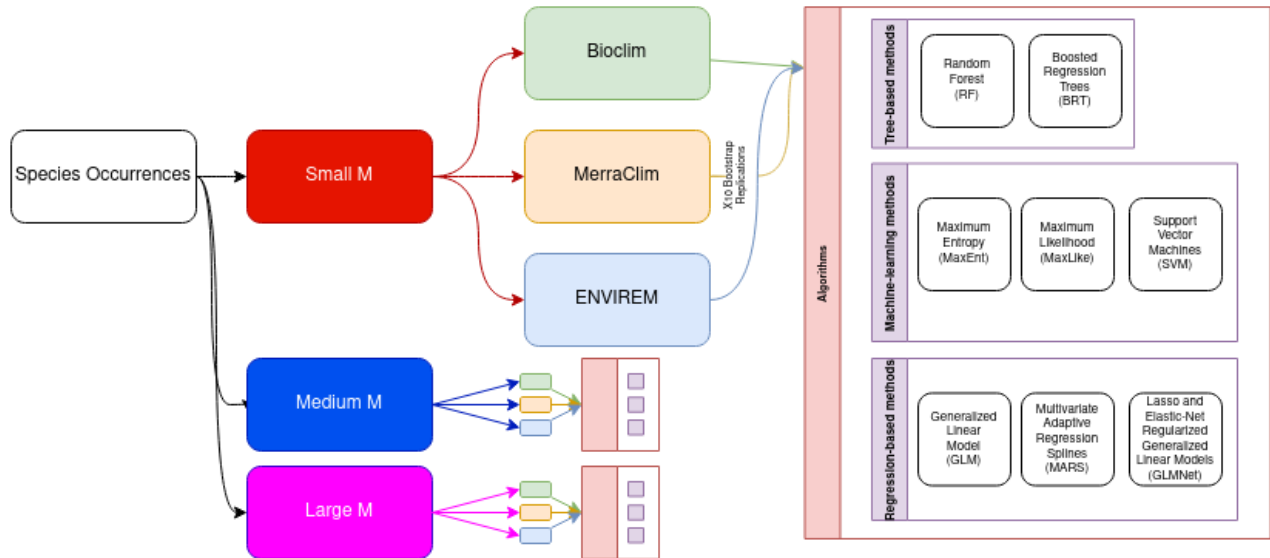 Species Occurrences
Small M
Medium M
Large M
Bioclim
MerraClim
ENVIREM
X10 Bootstrap
Replications
Algorithms
Tree-based methods
Random
Forest
(RF)
Boosted
Regression
Trees
(BRT)
Machine-learning methods
Maximum
Entropy
(MaxEnt)
Maximum
Likelihood
(MaxLike)
Support
Vector
Machines
(SVM)
Regression-based methods
Generalized
Linear
Model
(GLM)
Multivariate
Adaptive
Regression
Splines
(MARS)
Lasso and
Elastic-Net
Regularized
Generalized
Linear Models
(GLMNet)